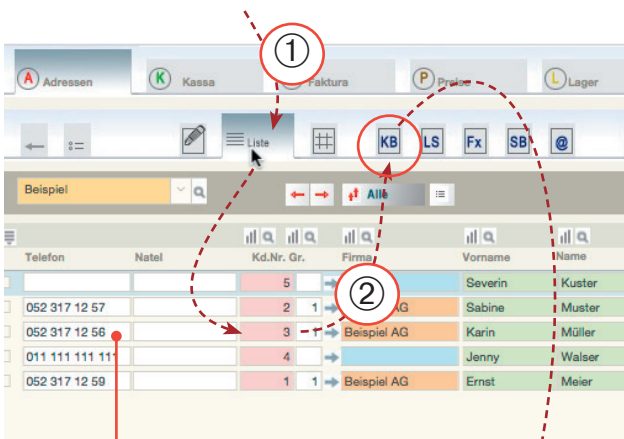 ①
A Adressen K Kassa Faktura P Preise L Lager
Liste KB LS Fx SB @
Beispiel Alle
Telefon Natel Kd.Nr. Gr. Firma Vorname Name
5 Severin Kuster
②
052 317 12 57 2 1 AG Sabine Muster
052 317 12 56 3 1 Beispiel AG Karin Müller
011 111 111 111 4 Jenny Walser
052 317 12 59 1 1 Beispiel AG Ernst Meier